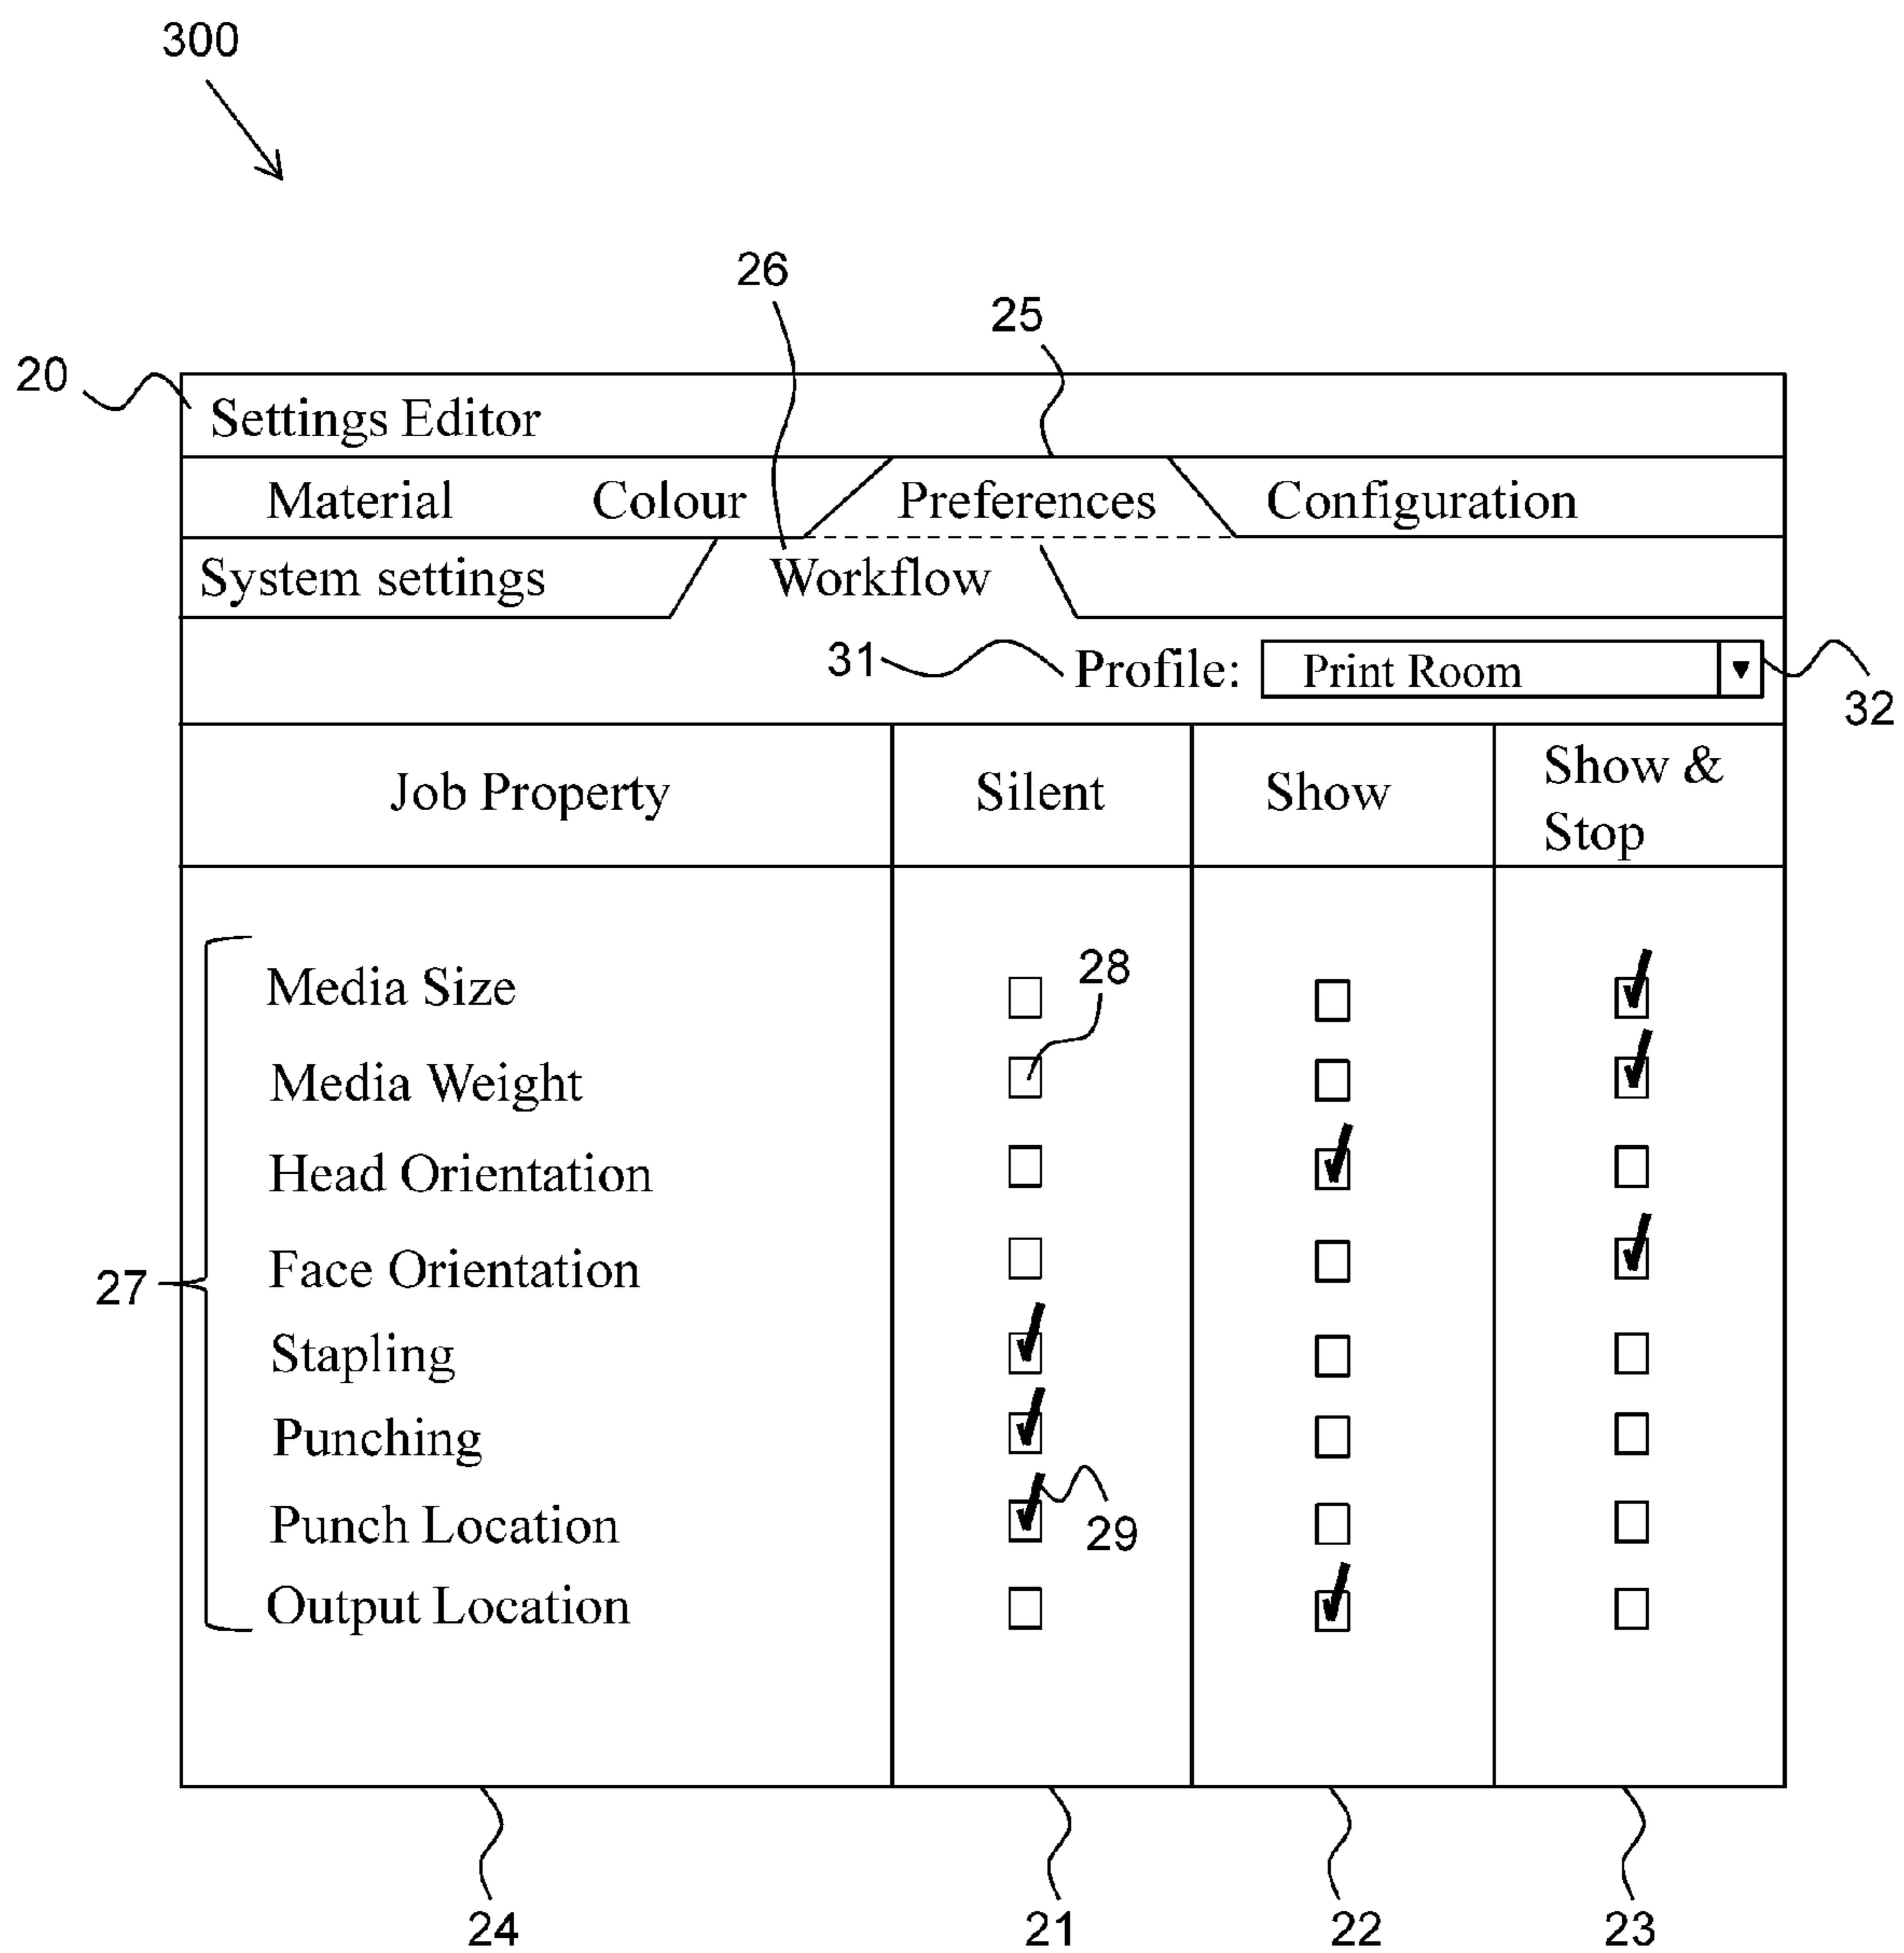 300
26
25
20
Settings Editor
Material Colour Preferences Configuration
System settings Workflow
31 Profile: Print Room
32
Job Property Silent Show Show &
Stop
Media Size
28
Media Weight
Head Orientation
Face Orientation
27
Stapling
Punching
Punch Location
29
Output Location
24 21 22 23